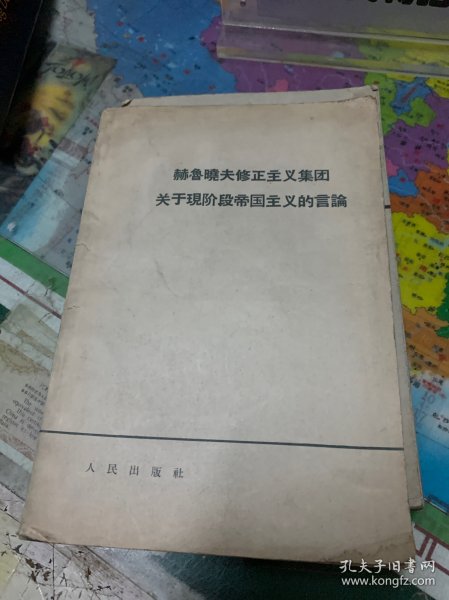 赫魯曉夫修正主义集团
关于現阶段帝国主义的言論
人民出版社
孔夫子旧书网
www.kongfz.com